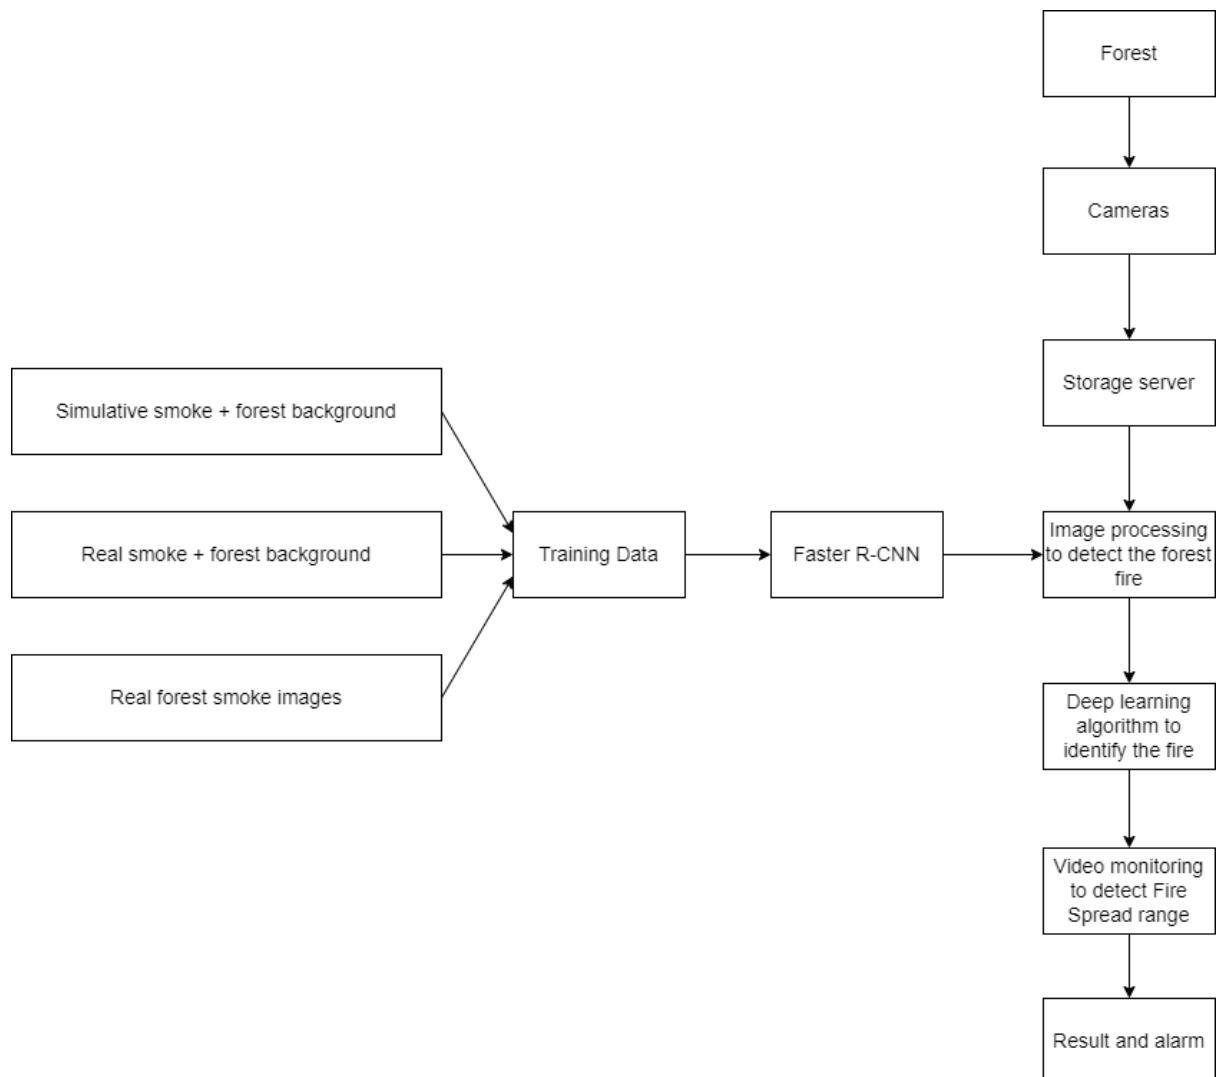 Forest
Cameras
Storage server
Simulative smoke + forest background
Real smoke + forest background
Real forest smoke images
Training Data
Faster R-CNN
Image processing
to detect the forest
fire
Deep learning
algorithm to
identify the fire
Video monitoring
to detect Fire
Spread range
Result and alarm